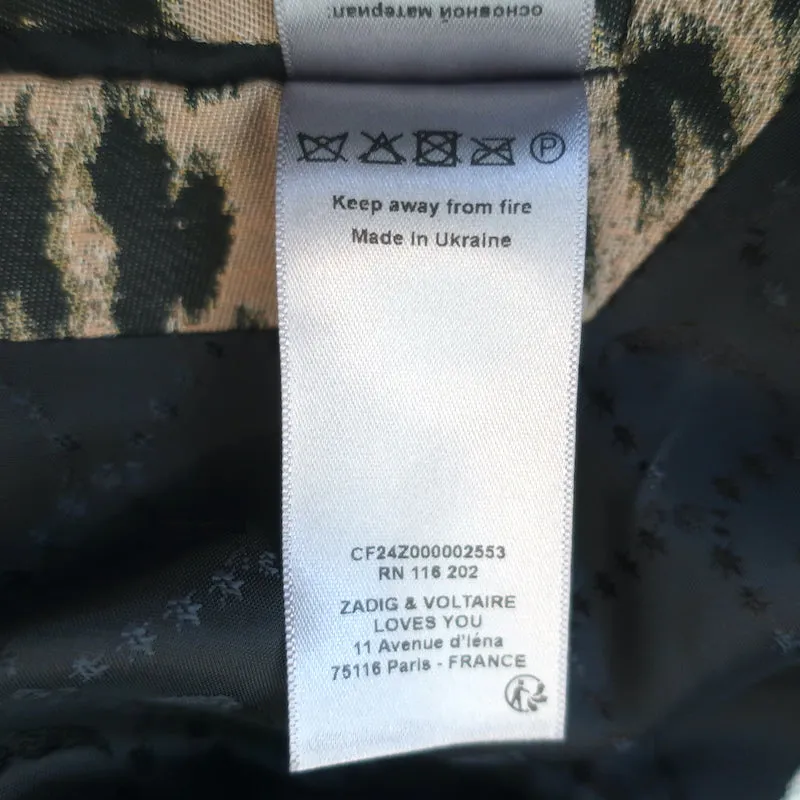 основной материал:
Ⓟ
Keep away from fire
Made in Ukraine
CF24Z000002553
RN 116 202
ZADIG & VOLTAIRE
LOVES YOU
11 Avenue d'Iéna
75116 Paris - FRANCE